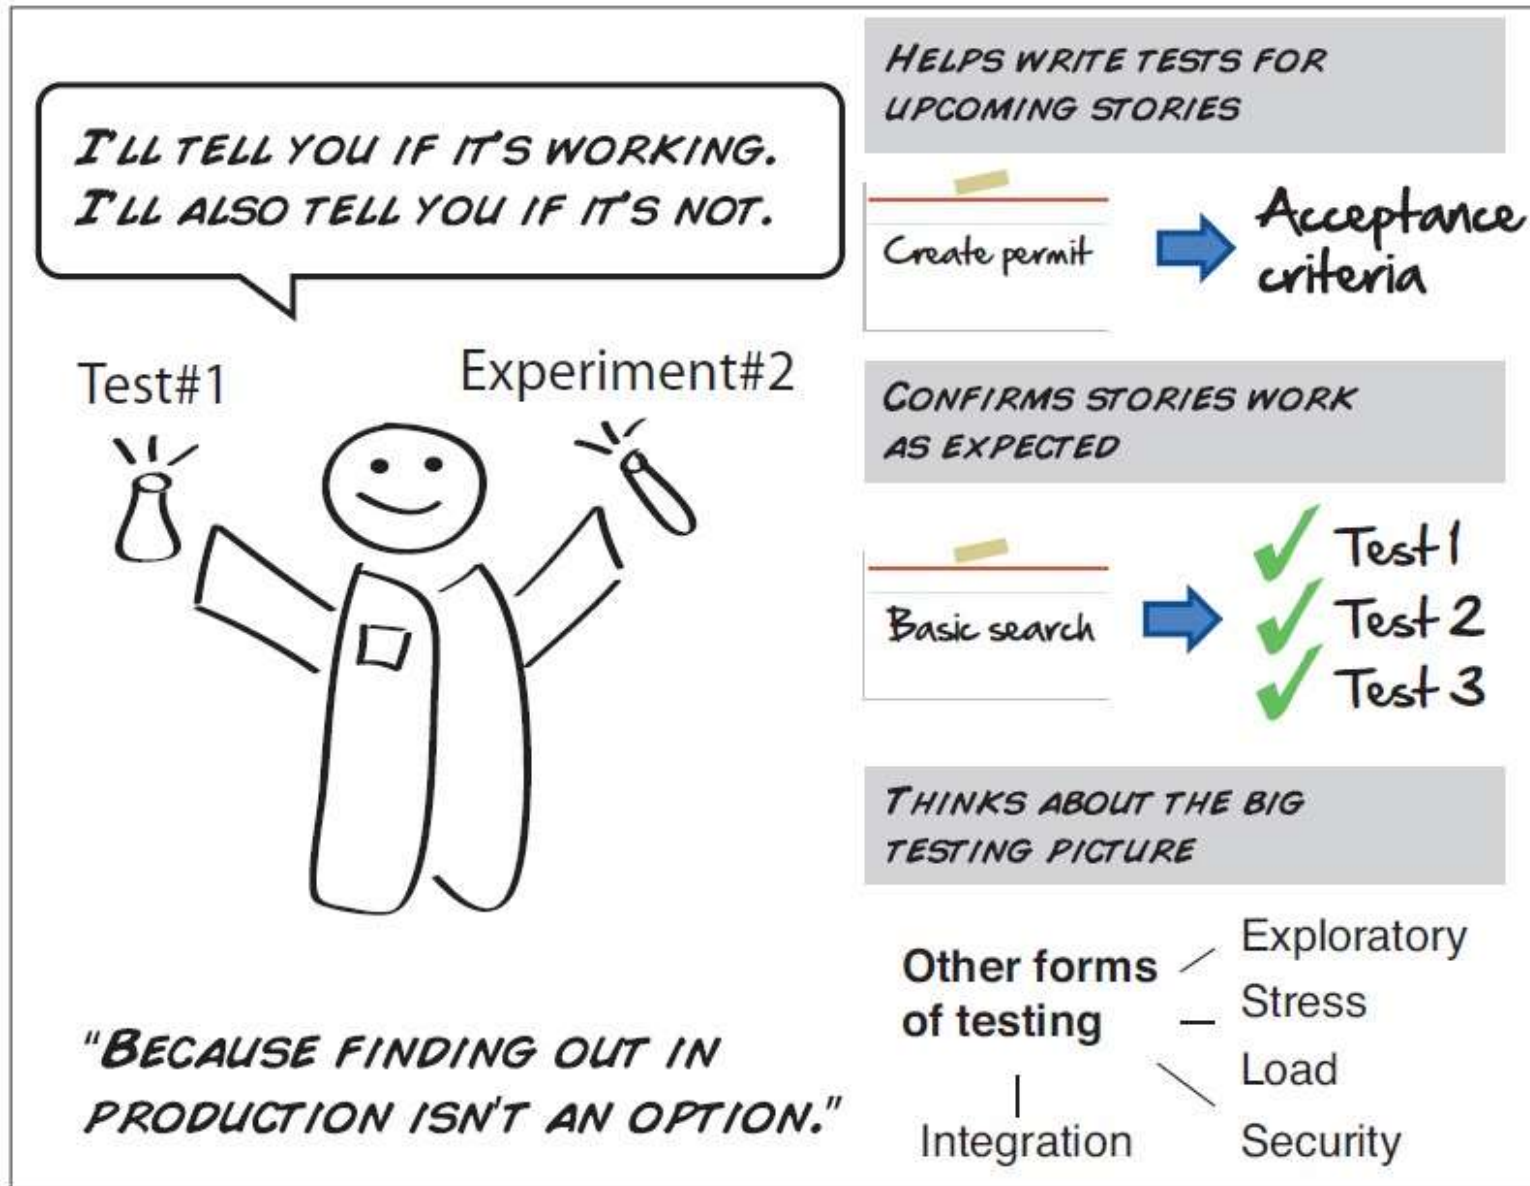 I'LL TELL YOU IF IT'S WORKING.
I'LL ALSO TELL YOU IF IT'S NOT.
Test#1
Experiment#2
"BECAUSE FINDING OUT IN
PRODUCTION ISN'T AN OPTION."
HELPS WRITE TESTS FOR
UPCOMING STORIES
Create permit
Acceptance
criteria
CONFIRMS STORIES WORK
AS EXPECTED
Basic search
Test 1
Test 2
Test 3
THINKS ABOUT THE BIG
TESTING PICTURE
Other forms
of testing
Exploratory
Stress
Load
Security
Integration